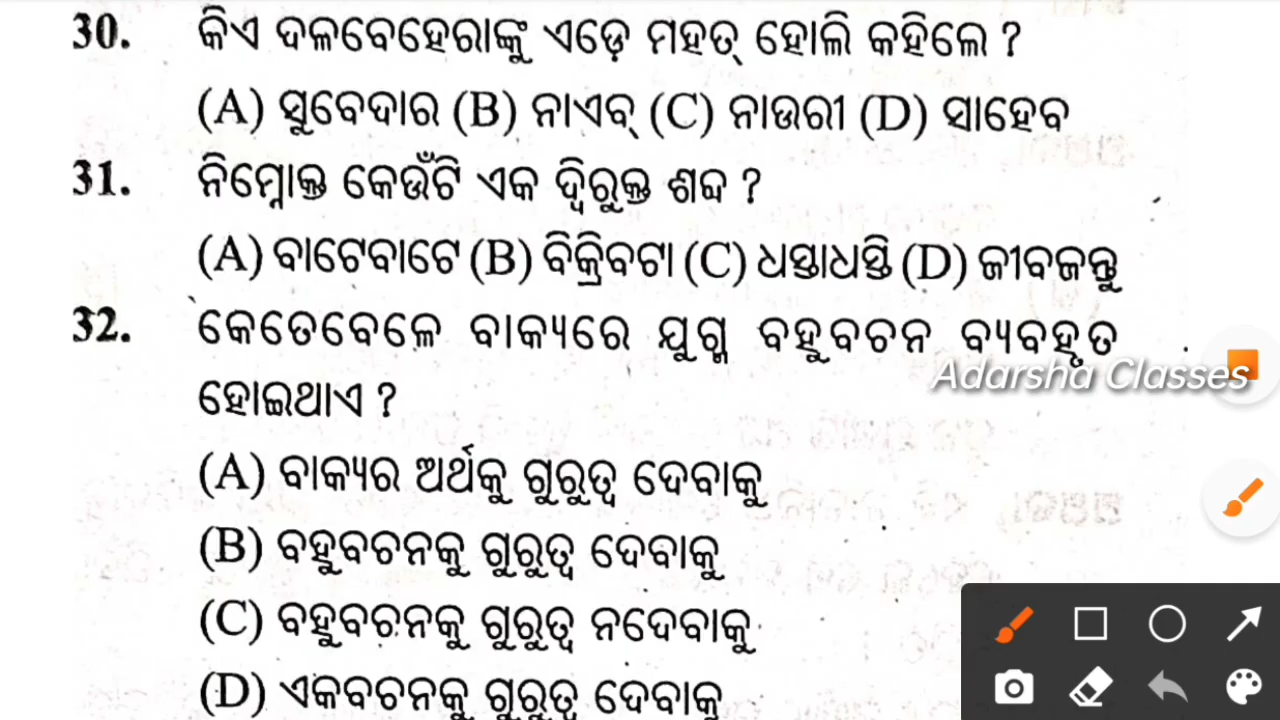 30. କିଏ ଦଳବେହେରାଙ୍କୁ ଏଡ଼େ ମହତ୍ ହୋଲି କହିଲେ ?
(A) ସୁବେଦାର (B) ନାଏବ୍ (C) ନାଉରୀ (D) ସାହେବ
31. ନିମ୍ନୋକ୍ତ କେଉଁଟି ଏକ ଦ୍ୱିରୁକ୍ତ ଶବ୍ଦ ?
(A) ବାଟେବାଟେ (B) ବିକ୍ରିବଟା (C) ଧସ୍ତାଧସ୍ତି (D) ଜୀବଜନ୍ତୁ
32. କେତେବେଳେ ବାକ୍ୟରେ ଯୁଗ୍ମ ବହୁବଚନ ବ୍ୟବହୃତ
Adarsha Classes
ହୋଇଥାଏ ?
(A) ବାକ୍ୟର ଅର୍ଥକୁ ଗୁରୁତ୍ୱ ଦେବାକୁ
(B) ବହୁବଚନକୁ ଗୁରୁତ୍ୱ ଦେବାକୁ
(C) ବହୁବଚନକୁ ଗୁରୁତ୍ୱ ନଦେବାକୁ
(D) ଏକବଚନକୁ ଗୁରୁତ୍ୱ ଦେବାକୁ